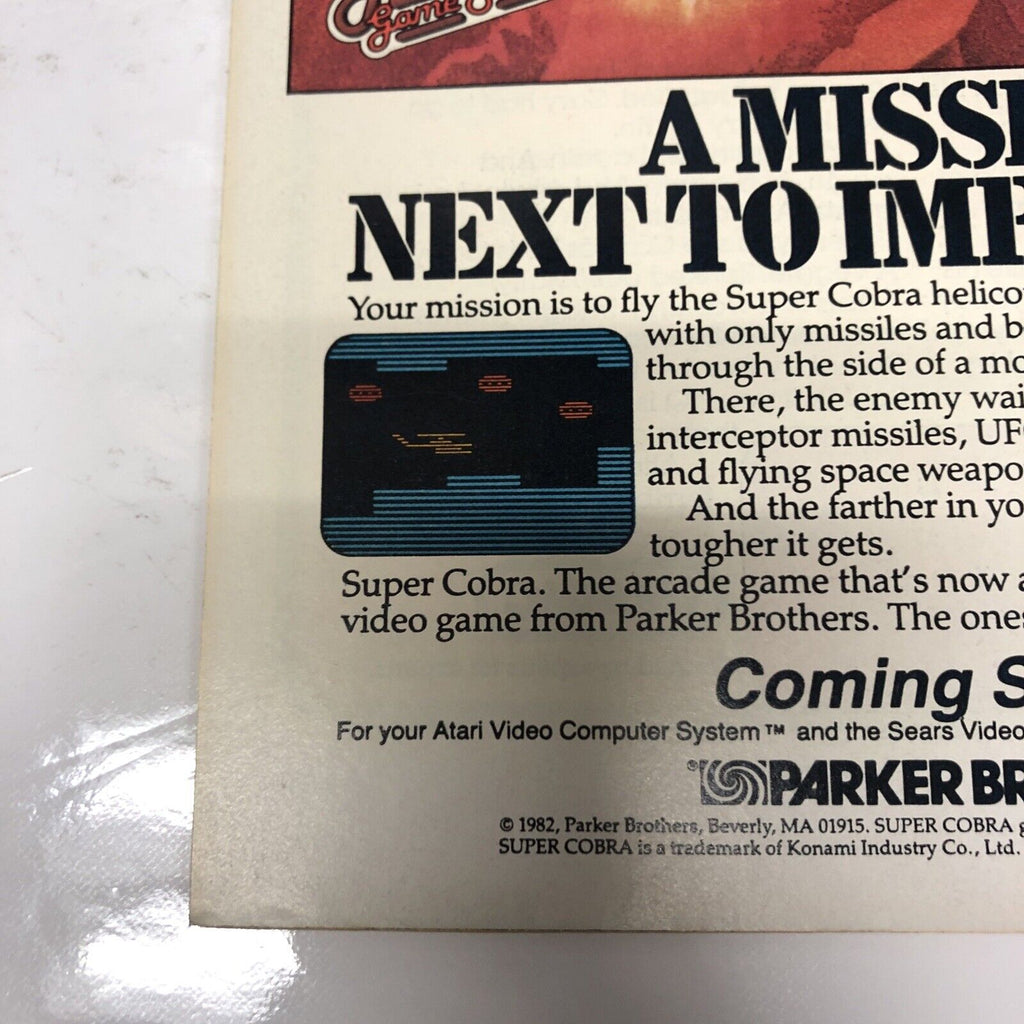 Game
A MISSI
NEXT TO IMP
Your mission is to fly the Super Cobra helico
with only missiles and b
through the side of a mo
There, the enemy wai
interceptor missiles, UF
and flying space weapo
And the farther in yo
tougher it gets.
Super Cobra. The arcade game that's now a
video game from Parker Brothers. The ones
Coming S
For your Atari Video Computer System™ and the Sears Video
®PARKER BR
© 1982, Parker Brothers, Beverly, MA 01915. SUPER COBRA g
SUPER COBRA is a trademark of Konami Industry Co., Ltd.